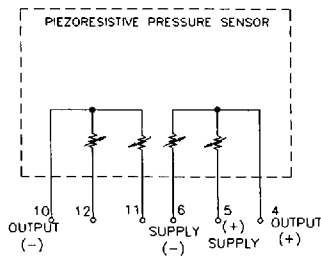 PIEZORESISTIVE PRESSURE SENSOR
10 12 11 6 5 4
OUTPUT (-)
SUPPLY (-)
(+) SUPPLY
OUTPUT (+)